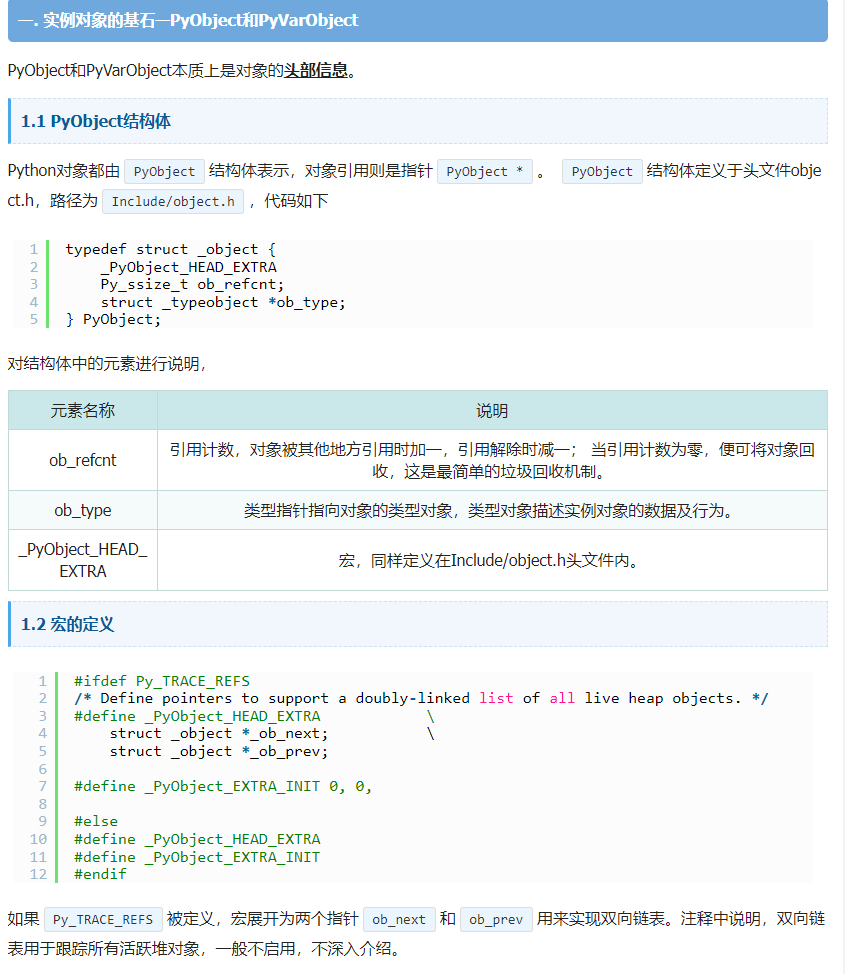 一. 实例对象的基石—PyObject和PyVarObject
PyObject和PyVarObject本质上是对象的头部信息。
1.1 PyObject结构体
Python对象都由 PyObject 结构体表示，对象引用则是指针 PyObject * 。 PyObject 结构体定义于头文件obje
ct.h，路径为 Include/object.h ，代码如下
1 typedef struct _object {
2     _PyObject_HEAD_EXTRA
3     Py_ssize_t ob_refcnt;
4     struct _typeobject *ob_type;
5 } PyObject;
对结构体中的元素进行说明，
元素名称 说明
ob_refcnt 引用计数，对象被其他地方引用时加一，引用解除时减一； 当引用计数为零，便可将对象回
收，这是最简单的垃圾回收机制。
ob_type 类型指针指向对象的类型对象，类型对象描述实例对象的数据及行为。
_PyObject_HEAD_
EXTRA 宏，同样定义在Include/object.h头文件内。
1.2 宏的定义
1 #ifdef Py_TRACE_REFS
2 /* Define pointers to support a doubly-linked list of all live heap objects. */
3 #define _PyObject_HEAD_EXTRA            \
4     struct _object *_ob_next;           \
5     struct _object *_ob_prev;
6
7 #define _PyObject_EXTRA_INIT 0, 0,
8
9 #else
10 #define _PyObject_HEAD_EXTRA
11 #define _PyObject_EXTRA_INIT
12 #endif
如果 Py_TRACE_REFS 被定义，宏展开为两个指针 ob_next 和 ob_prev 用来实现双向链表。注释中说明，双向链
表用于跟踪所有活跃堆对象，一般不启用，不深入介绍。